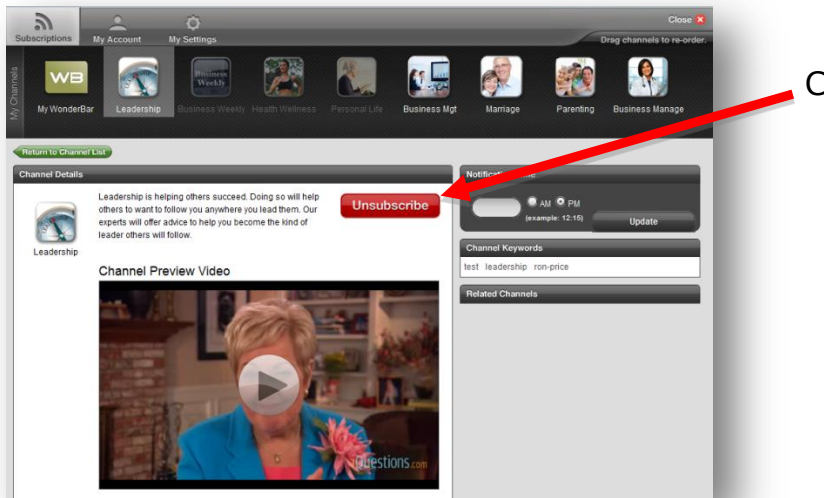 Close
Subscriptions My Account My Settings
Drag channels to re-order.
My Channels
WB
Business Weekly
My WonderBar Leadership Business Weekly Health Wellness Personal Life Business Mgt Marriage Parenting Business Manage
Return to Channel List
Channel Details
Leadership is helping others succeed. Doing so will help
others to want to follow you anywhere you lead them. Our
experts will offer advice to help you become the kind of
leader others will follow.
Unsubscribe
Leadership
Channel Preview Video
iQuestions.com
AM PM
(example: 12:15)
Update
Channel Keywords
test leadership ron-price
Related Channels